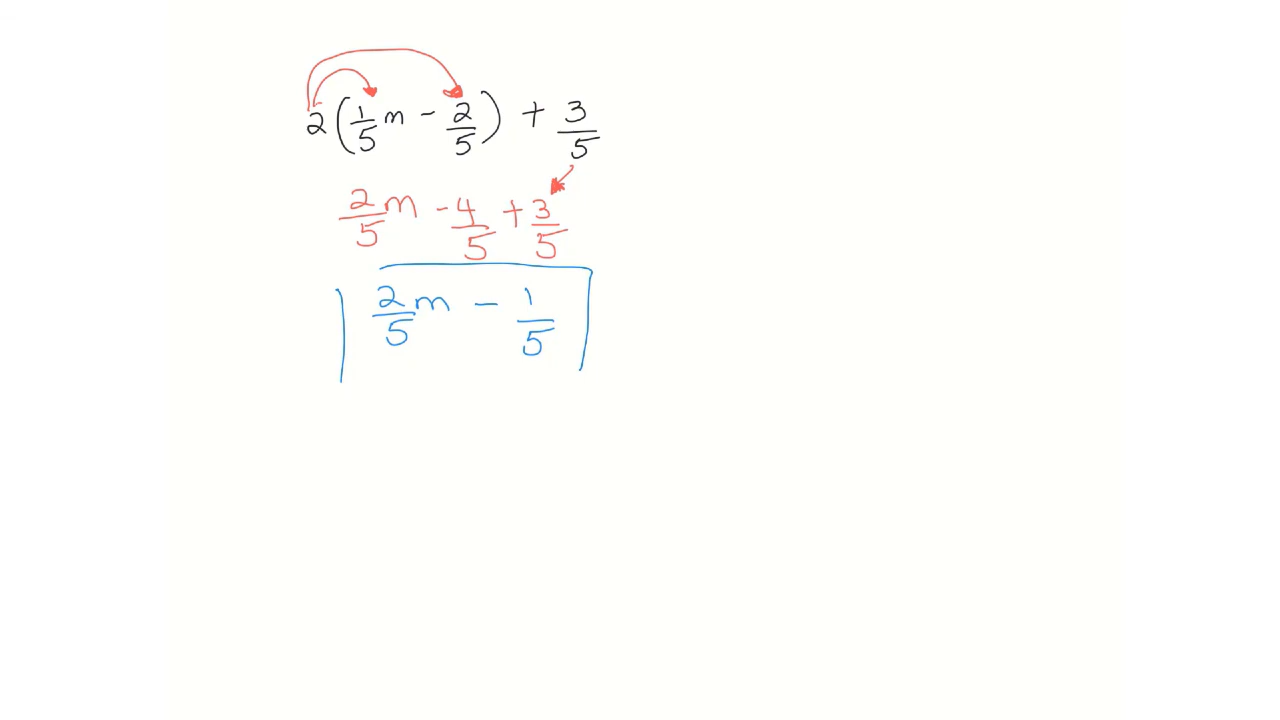 2(1/5 m - 2/5) + 3/5
2/5 m - 4/5 + 3/5
2/5 m - 1/5